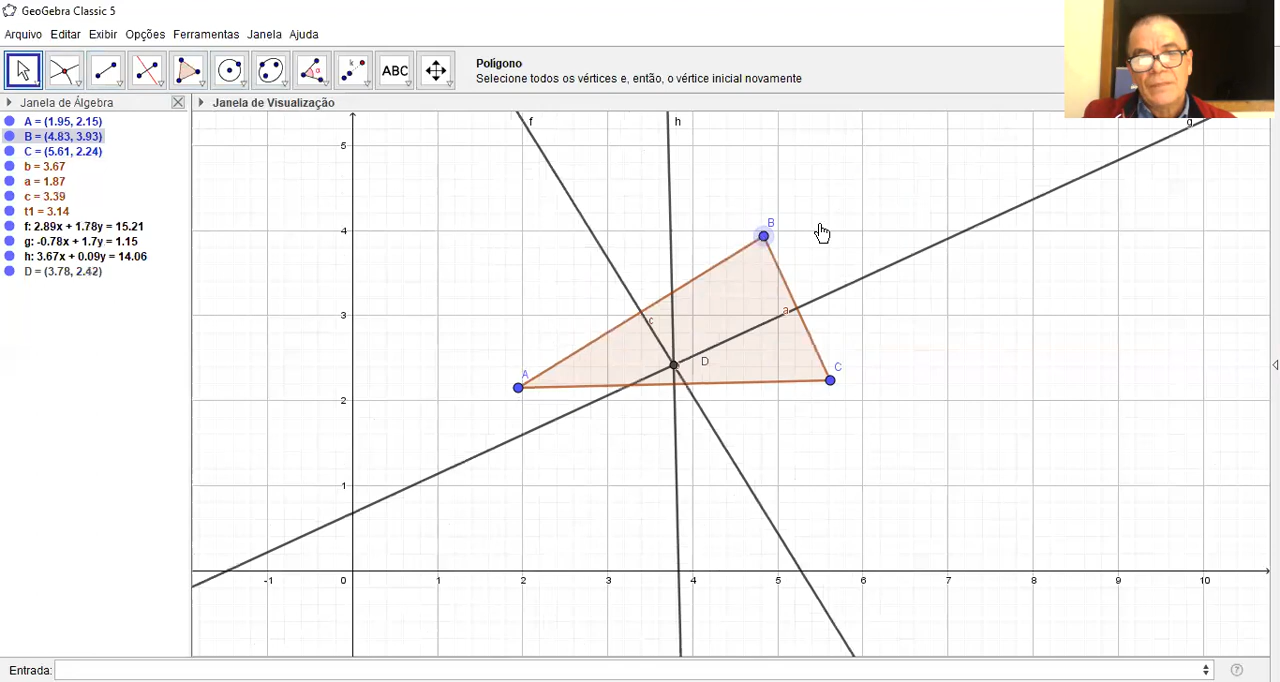 GeoGebra Classic 5
Arquivo Editar Exibir Opções Ferramentas Janela Ajuda
ABC
Polígono
Selecione todos os vértices e, então, o vértice inicial novamente
Janela de Álgebra
Janela de Visualização
A = (1.95, 2.15)
B = (4.83, 3.93)
C = (5.61, 2.24)
b = 3.67
a = 1.87
c = 3.39
t1 = 3.14
f: 2.89x + 1.78y = 15.21
g: -0.78x + 1.7y = 1.15
h: 3.67x + 0.09y = 14.06
D = (3.78, 2.42)
f
h
g
5
4
B
3
c
a
D
A
C
2
1
-1 0 1 2 3 4 5 6 7 8 9 10
Entrada: